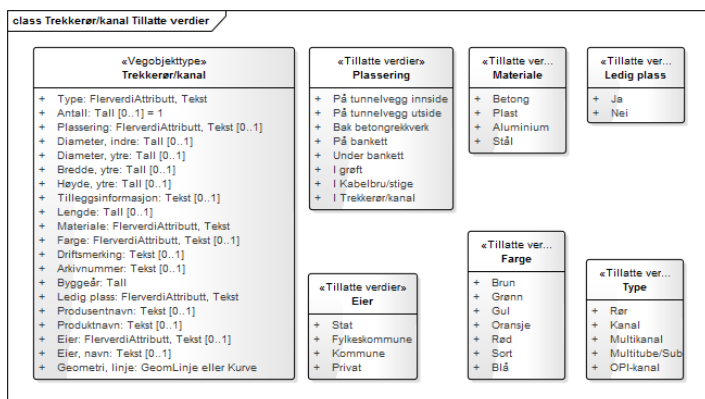 class Trekkerør/kanal Tillatte verdier
«Vegobjekttype»
Trekkerør/kanal
+ Type: FlerverdiAttributt, Tekst
+ Antall: Tall [0..1] = 1
+ Plassering: FlerverdiAttributt, Tekst [0..1]
+ Diameter, indre: Tall [0..1]
+ Diameter, ytre: Tall [0..1]
+ Bredde, ytre: Tall [0..1]
+ Høyde, ytre: Tall [0..1]
+ Tilleggsinformasjon: Tekst [0..1]
+ Lengde: Tall [0..1]
+ Materiale: FlerverdiAttributt, Tekst
+ Farge: FlerverdiAttributt, Tekst [0..1]
+ Driftsmerking: Tekst [0..1]
+ Arkivnummer: Tekst [0..1]
+ Byggeår: Tall
+ Ledig plass: FlerverdiAttributt, Tekst
+ Produsentnavn: Tekst [0..1]
+ Produktnavn: Tekst [0..1]
+ Eier: FlerverdiAttributt, Tekst [0..1]
+ Eier, navn: Tekst [0..1]
+ Geometri, linje: GeomLinje eller Kurve
«Tillatte verdier»
Plassering
+ På tunnelvegg innside
+ På tunnelvegg utside
+ Bak betongrekkverk
+ På bankett
+ Under bankett
+ I grøft
+ I Kabelbru/stige
+ I Trekkerør/kanal
«Tillatte ver...
Materiale
+ Betong
+ Plast
+ Aluminium
+ Stål
«Tillatte ver...
Ledig plass
+ Ja
+ Nei
«Tillatte verdier»
Eier
+ Stat
+ Fylkeskommune
+ Kommune
+ Privat
«Tillatte ver...
Farge
+ Brun
+ Grønn
+ Gul
+ Oransje
+ Rød
+ Sort
+ Blå
«Tillatte ver...
Type
+ Rør
+ Kanal
+ Multikanal
+ Multitube/Sub
+ OPI-kanal